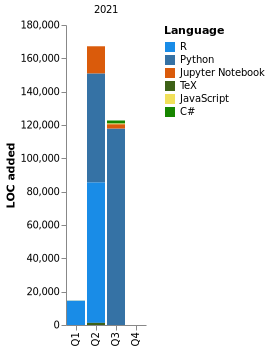 2021
Language
R
Python
Jupyter Notebook
TeX
JavaScript
C#
LOC added
180,000
160,000
140,000
120,000
100,000
80,000
60,000
40,000
20,000
0
Q1
Q2
Q3
Q4